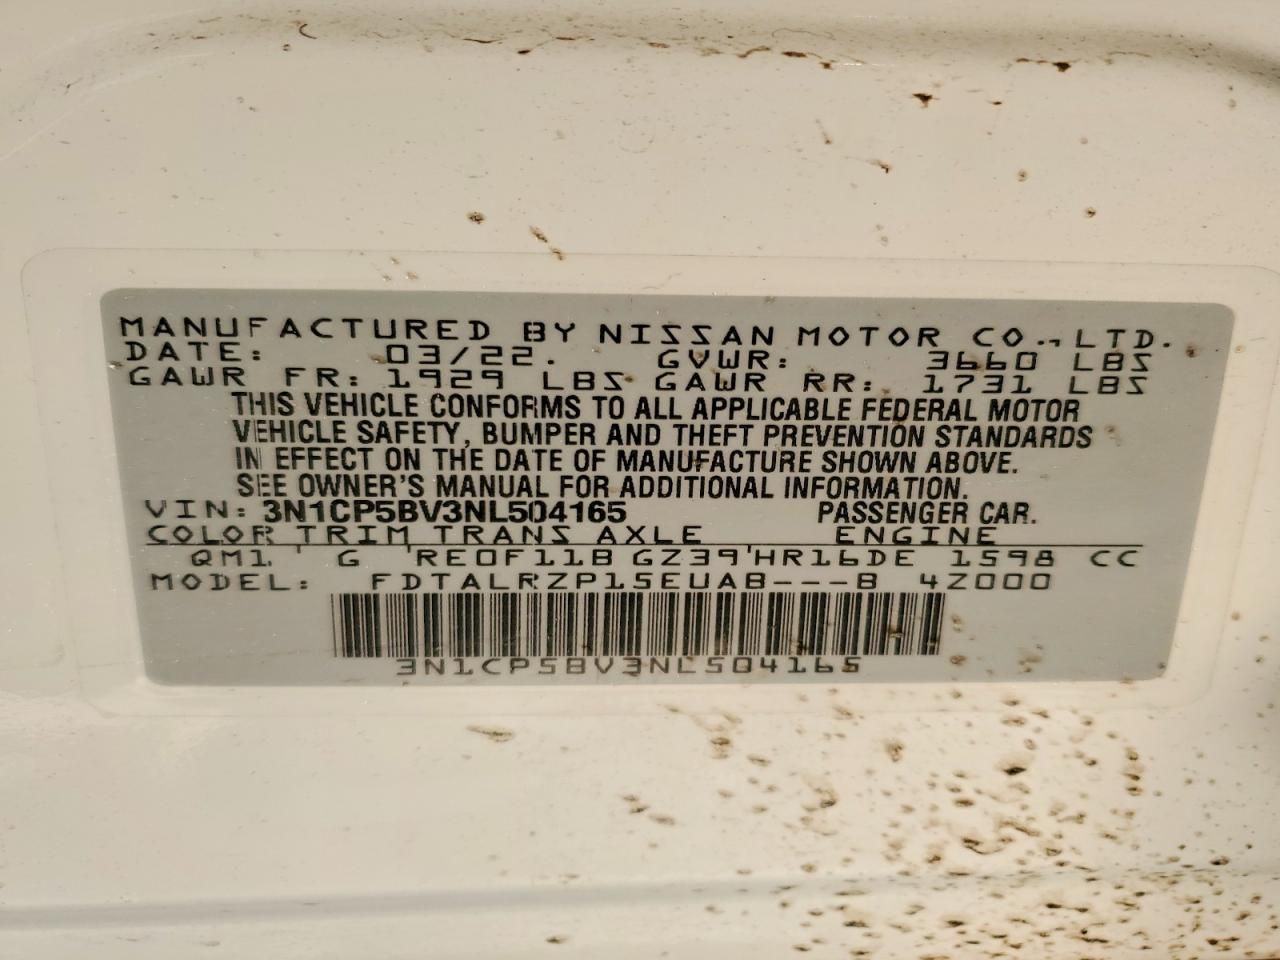 MANUFACTURED BY NISSAN MOTOR CO., LTD.
DATE: 03/22. GVWR: 3660 LBS
GAWR FR: 1929 LBS GAWR RR: 1731 LBS
THIS VEHICLE CONFORMS TO ALL APPLICABLE FEDERAL MOTOR
VEHICLE SAFETY, BUMPER AND THEFT PREVENTION STANDARDS
IN EFFECT ON THE DATE OF MANUFACTURE SHOWN ABOVE.
SEE OWNER'S MANUAL FOR ADDITIONAL INFORMATION.
VIN: 3N1CP5BV3NL504165 PASSENGER CAR.
COLOR TRIM TRANS AXLE ENGINE
QM1 G RE0F11B GZ39 HR16DE 1598 CC
MODEL: FDTALRZP15EUAB---B 4Z000
3N1CP5BV3NL504165